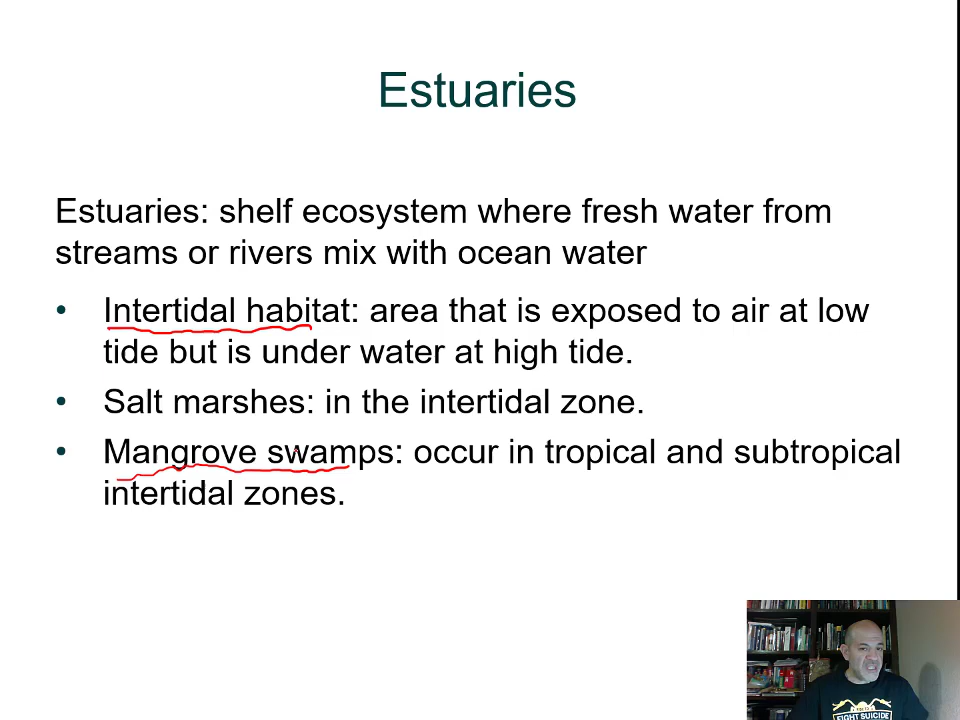 Estuaries
Estuaries: shelf ecosystem where fresh water from
streams or rivers mix with ocean water
• Intertidal habitat: area that is exposed to air at low
tide but is under water at high tide.
• Salt marshes: in the intertidal zone.
• Mangrove swamps: occur in tropical and subtropical
intertidal zones.
FIGHT SUICIDE